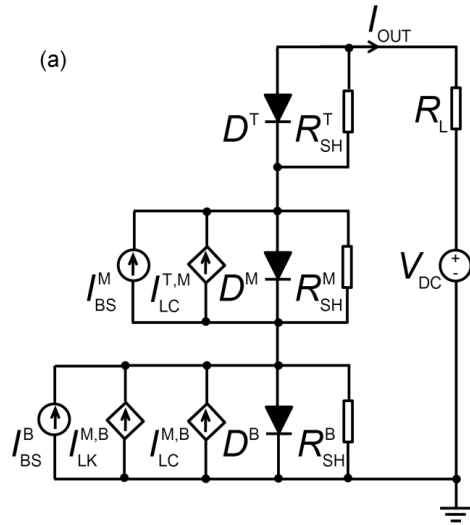 (a)
I_OUT
D^T R_SH^T R_L
I_BS^M I_LC^T,M D^M R_SH^M V_DC + -
I_BS^B I_LK^M,B I_LC^M,B D^B R_SH^B